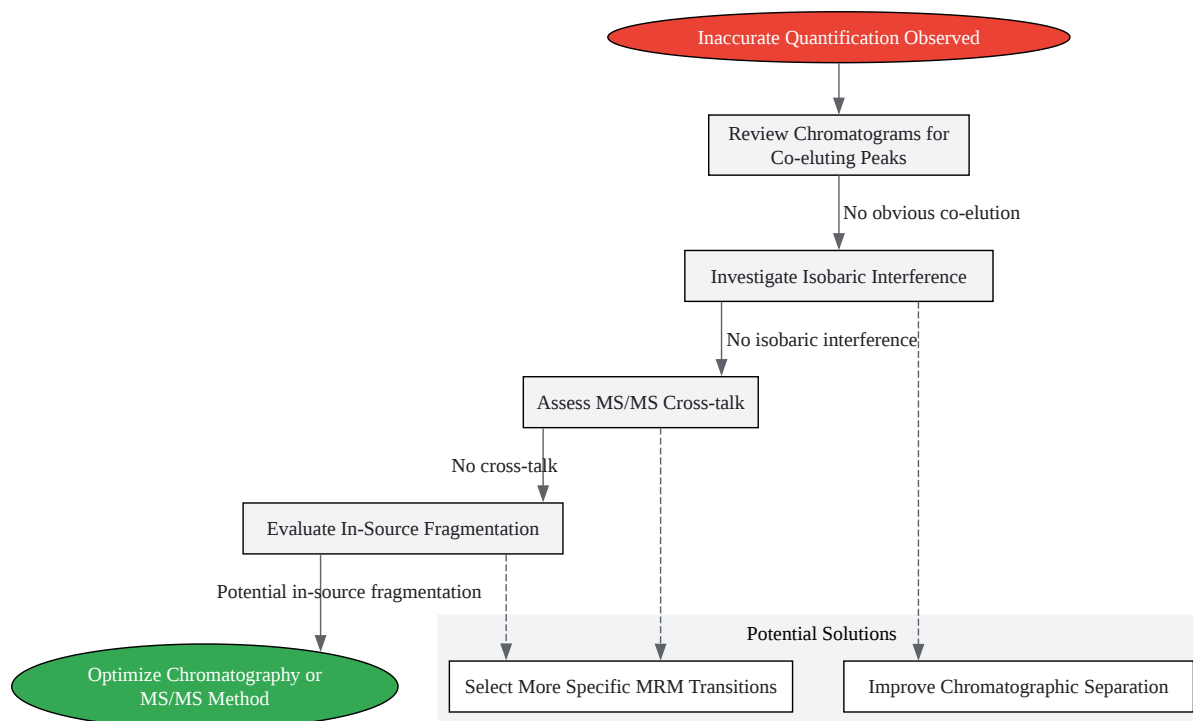 Inaccurate Quantification Observed
Review Chromatograms for
Co-eluting Peaks
No obvious co-elution
Investigate Isobaric Interference
No isobaric interference
Assess MS/MS Cross-talk
No cross-talk
Evaluate In-Source Fragmentation
Potential in-source fragmentation
Potential Solutions
Optimize Chromatography or
MS/MS Method
Select More Specific MRM Transitions
Improve Chromatographic Separation